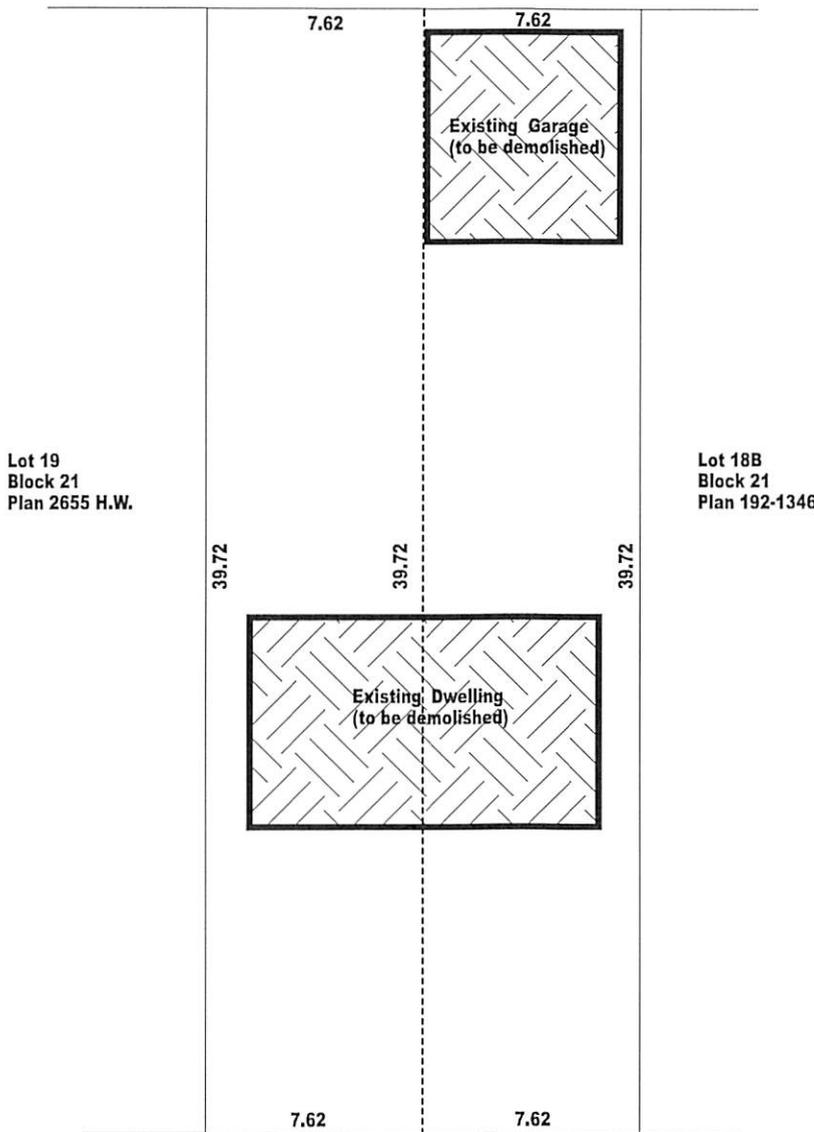 7.62
7.62
Existing Garage
(to be demolished)
Lot 19
Block 21
Plan 2655 H.W.
Lot 18B
Block 21
Plan 192-1346
39.72
39.72
39.72
Existing Dwelling
(to be demolished)
7.62
7.62